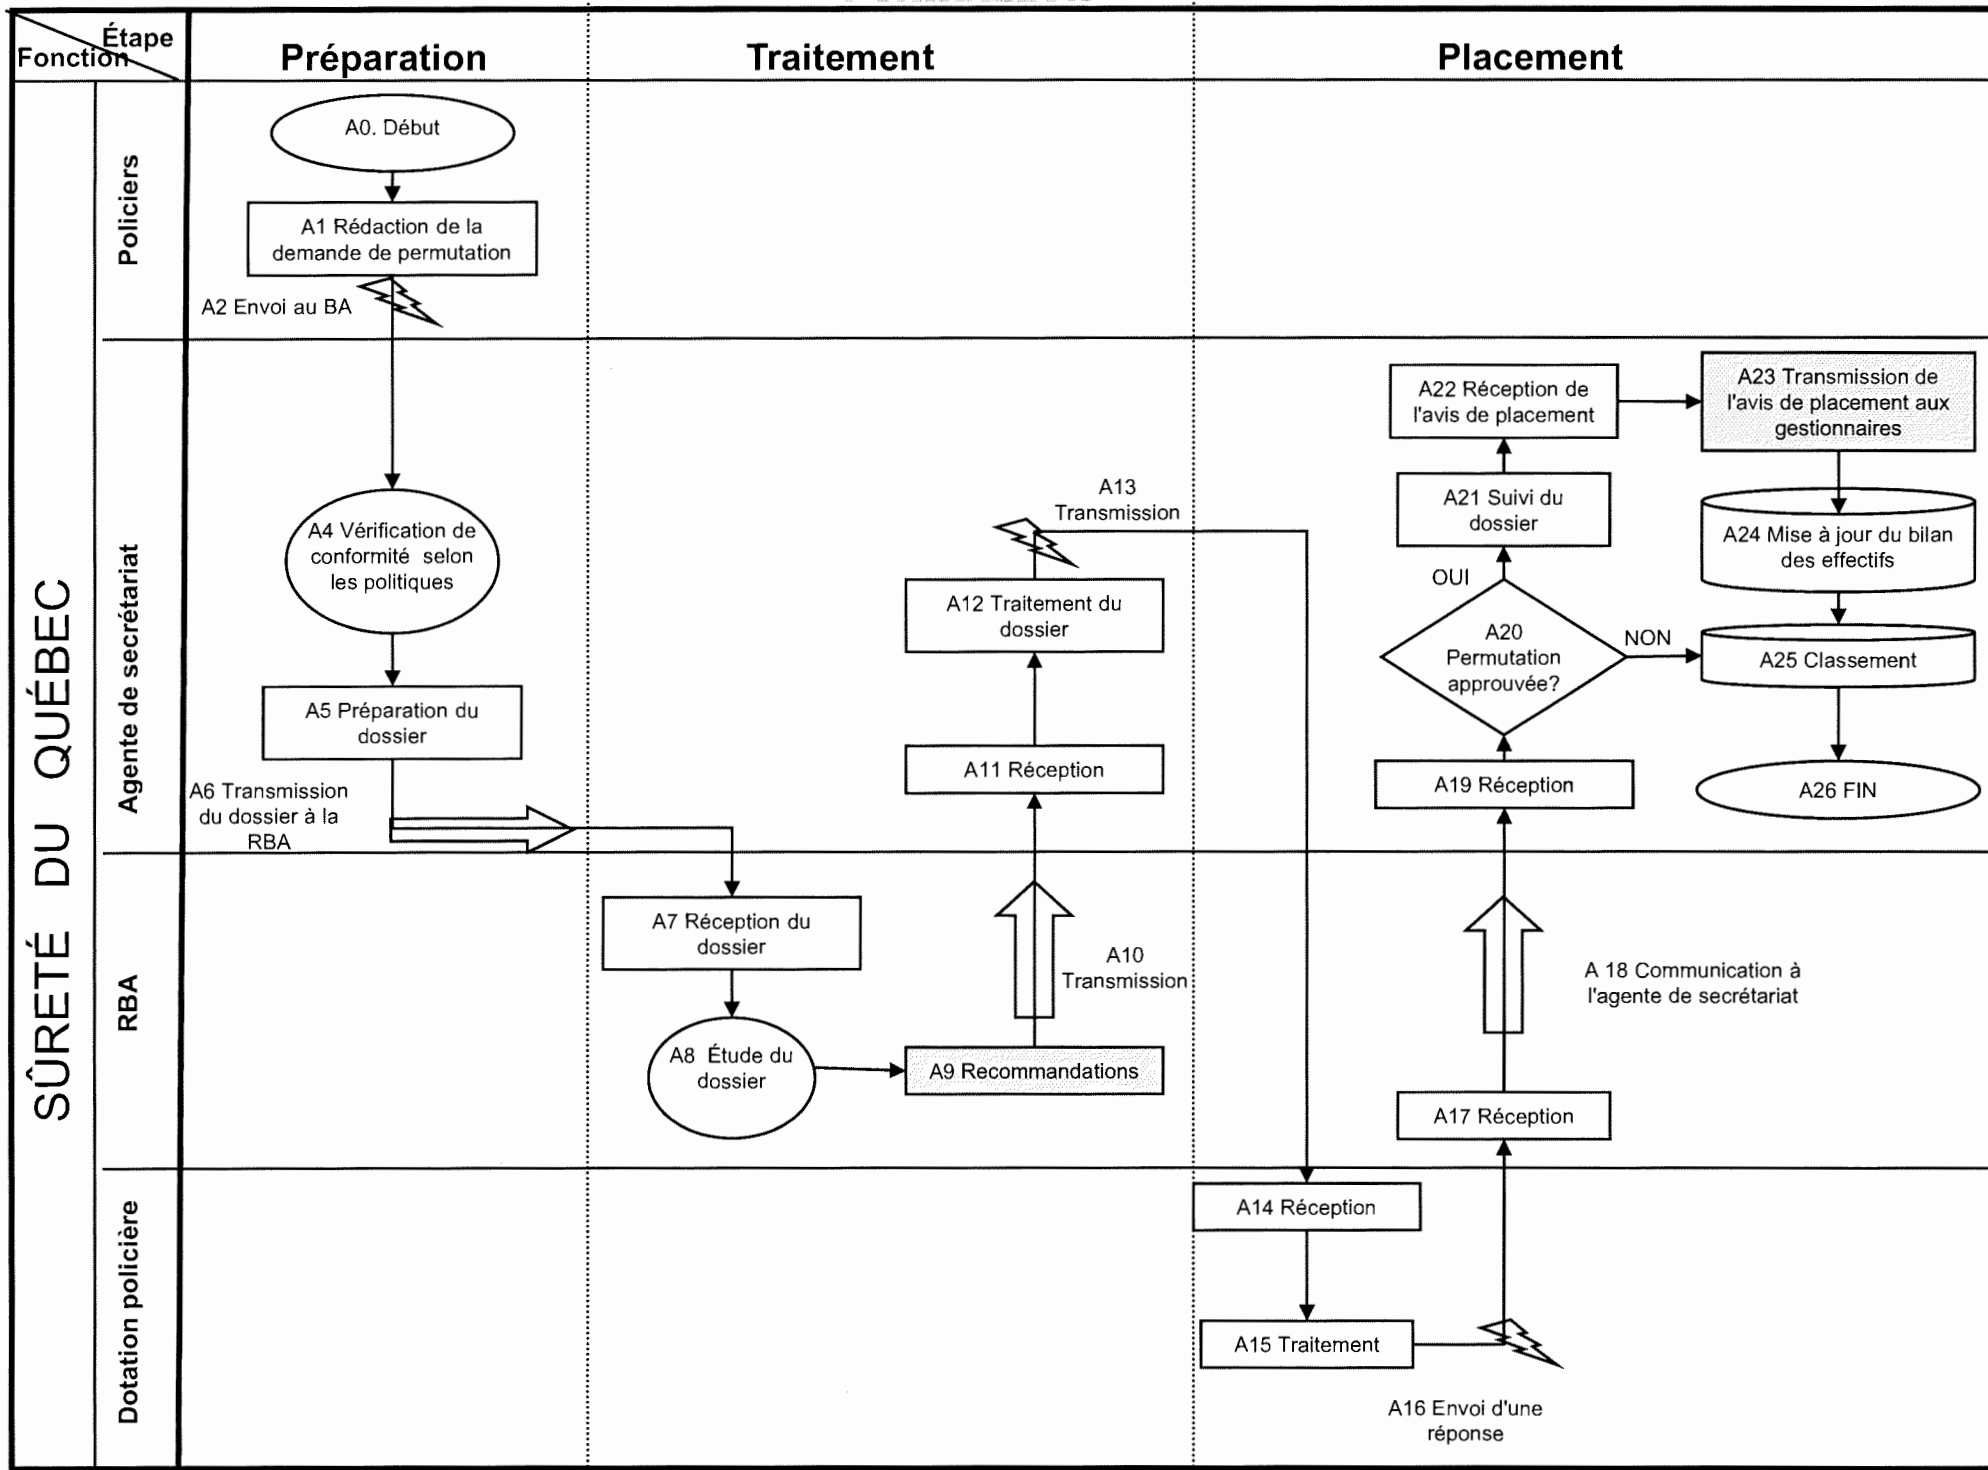 Étape
Fonction
Préparation
Traitement
Placement
SÛRETÉ DU QUÉBEC
Policiers
A0. Début
A1 Rédaction de la
demande de permutation
A2 Envoi au BA
Agente de secrétariat
A4 Vérification de
conformité selon
les politiques
A5 Préparation du
dossier
A6 Transmission
du dossier à la
RBA
A13
Transmission
A12 Traitement du
dossier
A11 Réception
A22 Réception de
l'avis de placement
A23 Transmission de
l'avis de placement aux
gestionnaires
A21 Suivi du
dossier
A24 Mise à jour du bilan
des effectifs
OUI
A20
Permutation
approuvée?
NON
A25 Classement
A19 Réception
A26 FIN
RBA
A7 Réception du
dossier
A8 Étude du
dossier
A9 Recommandations
A10
Transmission
A 18 Communication à
l'agente de secrétariat
A17 Réception
Dotation policière
A14 Réception
A15 Traitement
A16 Envoi d'une
réponse